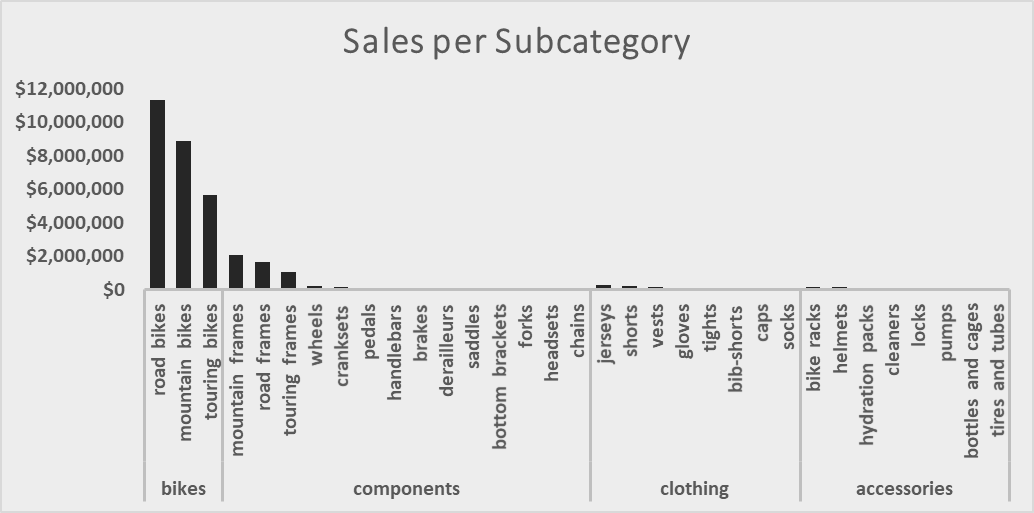 Sales per Subcategory
$12,000,000
$10,000,000
$8,000,000
$6,000,000
$4,000,000
$2,000,000
$0
road bikes
mountain bikes
touring bikes
mountain frames
road frames
touring frames
wheels
cranksets
pedals
handlebars
brakes
derailleurs
saddles
bottom brackets
forks
headsets
chains
jerseys
shorts
vests
gloves
tights
bib-shorts
caps
socks
bike racks
helmets
hydration packs
cleaners
locks
pumps
bottles and cages
tires and tubes
bikes
components
clothing
accessories